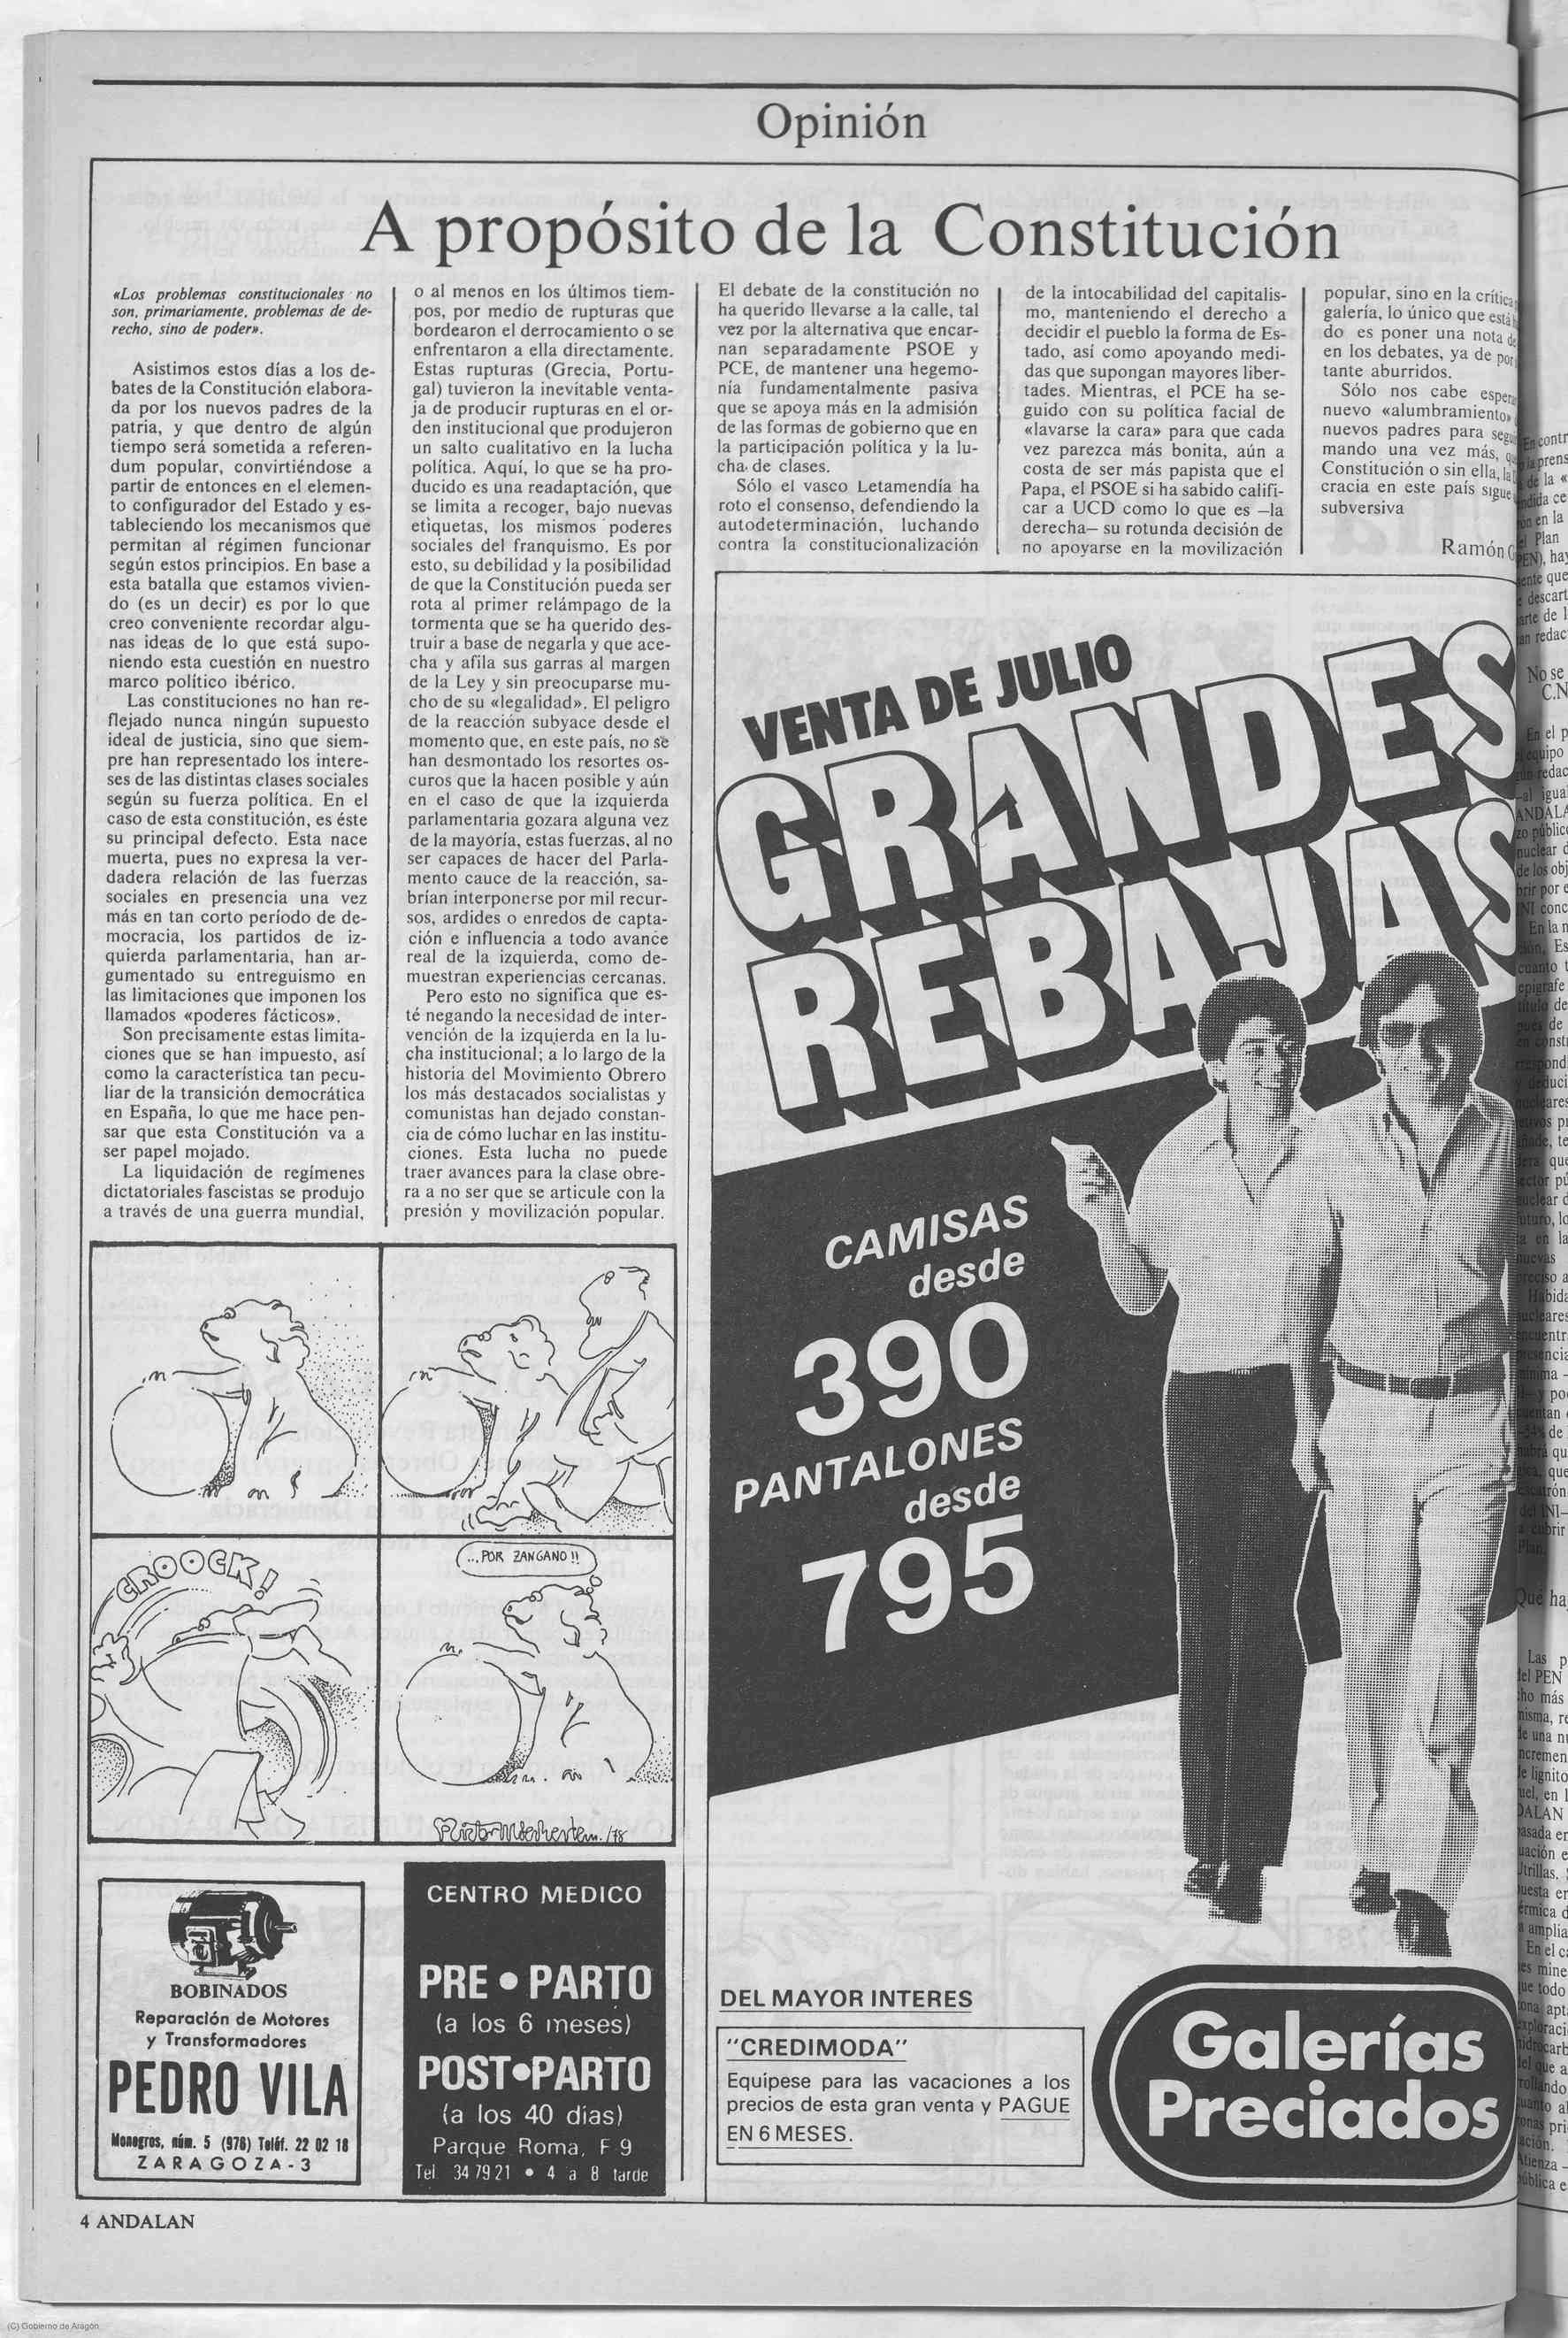 Opinión
A propósito de la Constitución
«Los problemas constitucionales no
son, primariamente, problemas de de-
recho, sino de poder».
Asistimos estos días a los de-
bates de la Constitución elabora-
da por los nuevos padres de la
patria, y que dentro de algún
tiempo será sometida a referen-
dum popular, convirtiéndose a
partir de entonces en el elemen-
to configurador del Estado y es-
tableciendo los mecanismos que
permitan al régimen funcionar
según estos principios. En base a
esta batalla que estamos vivien-
do (es un decir) es por lo que
creo conveniente recordar algu-
nas ideas de lo que está supo-
niendo esta cuestión en nuestro
marco político ibérico.
Las constituciones no han re-
flejado nunca ningún supuesto
ideal de justicia, sino que siem-
pre han representado los intere-
ses de las distintas clases sociales
según su fuerza política. En el
caso de esta constitución, es éste
su principal defecto. Esta nace
muerta, pues no expresa la ver-
dadera relación de las fuerzas
sociales en presencia una vez
más en tan corto período de de-
mocracia, los partidos de iz-
quierda parlamentaria, han ar-
gumentado su entreguismo en
las limitaciones que imponen los
llamados «poderes fácticos».
Son precisamente estas limita-
ciones que se han impuesto, así
como la característica tan pecu-
liar de la transición democrática
en España, lo que me hace pen-
sar que esta Constitución va a
ser papel mojado.
La liquidación de regímenes
dictatoriales fascistas se produjo
a través de una guerra mundial,
o al menos en los últimos tiem-
pos, por medio de rupturas que
bordearon el derrocamiento o se
enfrentaron a ella directamente.
Estas rupturas (Grecia, Portu-
gal) tuvieron la inevitable venta-
ja de producir rupturas en el or-
den institucional que produjeron
un salto cualitativo en la lucha
política. Aquí, lo que se ha pro-
ducido es una readaptación, que
se limita a recoger, bajo nuevas
etiquetas, los mismos poderes
sociales del franquismo. Es por
esto, su debilidad y la posibilidad
de que la Constitución pueda ser
rota al primer relámpago de la
tormenta que se ha querido des-
truir a base de negarla y que ace-
cha y afila sus garras al margen
de la Ley y sin preocuparse mu-
cho de su «legalidad». El peligro
de la reacción subyace desde el
momento que, en este país, no se
han desmontado los resortes os-
curos que la hacen posible y aún
en el caso de que la izquierda
parlamentaria gozara alguna vez
de la mayoría, estas fuerzas, al no
ser capaces de hacer del Parla-
mento cauce de la reacción, sa-
brían interponerse por mil recur-
sos, ardides o enredos de capta-
ción e influencia a todo avance
real de la izquierda, como de-
muestran experiencias cercanas.
Pero esto no significa que es-
té negando la necesidad de inter-
vención de la izquierda en la lu-
cha institucional; a lo largo de la
historia del Movimiento Obrero
los más destacados socialistas y
comunistas han dejado constan-
cia de cómo luchar en las institu-
ciones. Esta lucha no puede
traer avances para la clase obre-
ra a no ser que se articule con la
presión y movilización popular.
El debate de la constitución no
ha querido llevarse a la calle, tal
vez por la alternativa que encar-
nan separadamente PSOE y
PCE, de mantener una hegemo-
nía fundamentalmente pasiva
que se apoya más en la admisión
de las formas de gobierno que en
la participación política y la lu-
cha de clases.
Sólo el vasco Letamendía ha
roto el consenso, defendiendo la
autodeterminación, luchando
contra la constitucionalización
de la intocabilidad del capitalis-
mo, manteniendo el derecho a
decidir el pueblo la forma de Es-
tado, así como apoyando medi-
das que supongan mayores liber-
tades. Mientras, el PCE ha se-
guido con su política facial de
«lavarse la cara» para que cada
vez parezca más bonita, aún a
costa de ser más papista que el
Papa, el PSOE si ha sabido califi-
car a UCD como lo que es —la
derecha— su rotunda decisión de
no apoyarse en la movilización
popular, sino en la crítica
galería, lo único que está
do es poner una nota de
en los debates, ya de por
tante aburridos.
Sólo nos cabe
nuevo «alumbramiento»
nuevos padres para
mando una vez más,
Constitución o sin ella, la
cracia en este país sigue
subversiva
Ramón
VENTA DE JULIO
GRANDES
REBAJAS
CAMISAS
desde
390
PANTALONES
desde
795
DEL MAYOR INTERES
"CREDIMODA"
Equípese para las vacaciones a los
precios de esta gran venta y PAGUE
EN 6 MESES.
Galerías
Preciados
CROOCK!
...POR ZANGANO!!
BOBINADOS
Reparación de Motores
y Transformadores
PEDRO VILA
Monegros, núm. 5 (976) Teléf. 22 02 18
ZARAGOZA-3
CENTRO MEDICO
PRE • PARTO
(a los 6 meses)
POST•PARTO
(a los 40 dias)
Parque Roma, F 9
Tel 34 79 21 • 4 a 8 tarde
4 ANDALAN
(C) Gobierno de Aragón